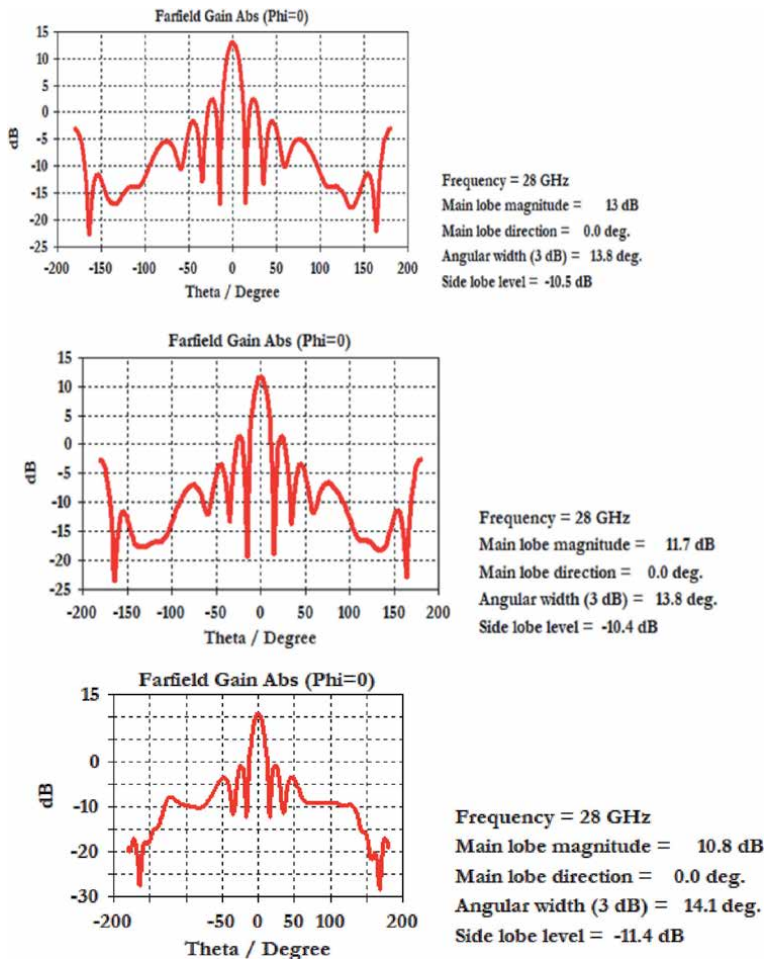 Farfield Gain Abs (Phi=0)
15
10
5
0
-5
-10
-15
-20
-25
dB
-200 -150 -100 -50 0 50 100 150 200
Theta / Degree
Frequency = 28 GHz
Main lobe magnitude = 13 dB
Main lobe direction = 0.0 deg.
Angular width (3 dB) = 13.8 deg.
Side lobe level = -10.5 dB
Farfield Gain Abs (Phi=0)
15
10
5
0
-5
-10
-15
-20
-25
dB
-200 -150 -100 -50 0 50 100 150 200
Theta / Degree
Frequency = 28 GHz
Main lobe magnitude = 11.7 dB
Main lobe direction = 0.0 deg.
Angular width (3 dB) = 13.8 deg.
Side lobe level = -10.4 dB
Farfield Gain Abs (Phi=0)
15
0
-10
-20
-30
dB
-200 -50 0 50 200
Theta / Degree
Frequency = 28 GHz
Main lobe magnitude = 10.8 dB
Main lobe direction = 0.0 deg.
Angular width (3 dB) = 14.1 deg.
Side lobe level = -11.4 dB